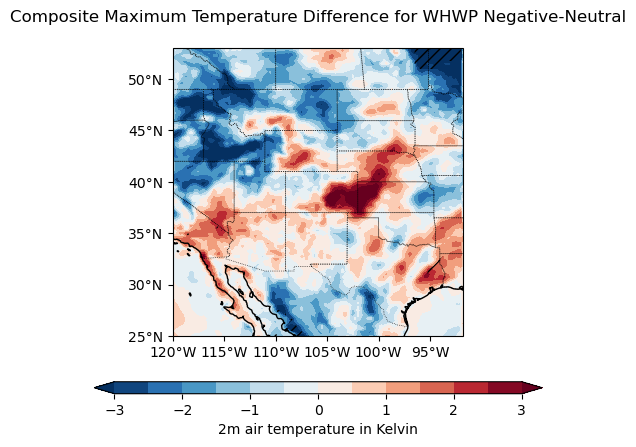 Composite Maximum Temperature Difference for WHWP Negative-Neutral
50°N
45°N
40°N
35°N
30°N
25°N
120°W 115°W 110°W 105°W 100°W 95°W
−3 −2 −1 0 1 2 3
2m air temperature in Kelvin